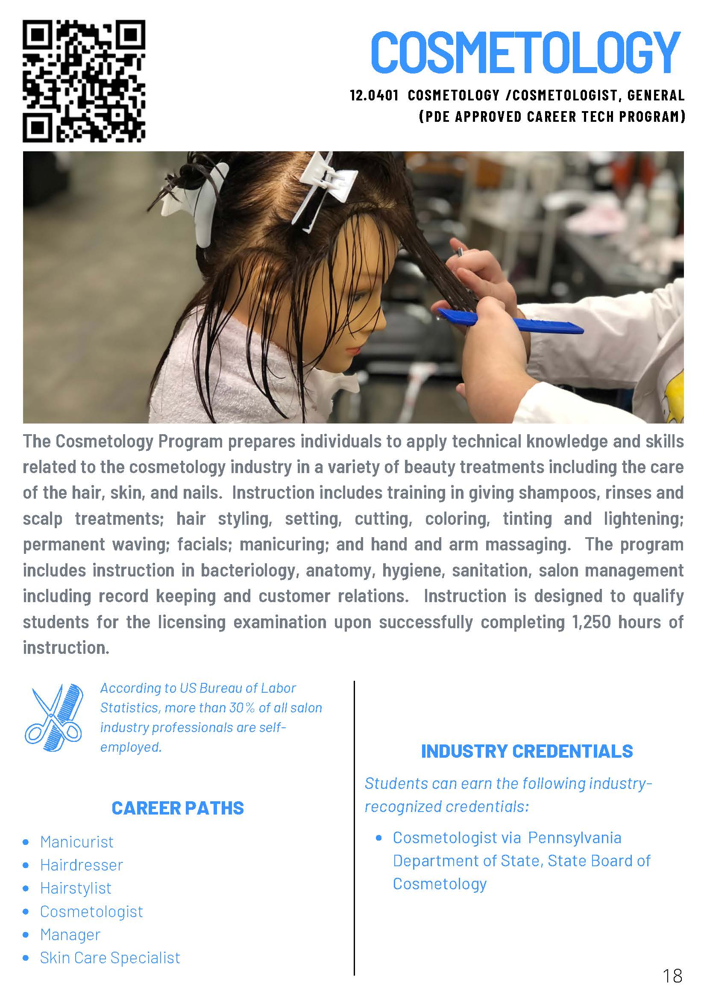 COSMETOLOGY
12.0401 COSMETOLOGY /COSMETOLOGIST, GENERAL
(PDE APPROVED CAREER TECH PROGRAM)
The Cosmetology Program prepares individuals to apply technical knowledge and skills
related to the cosmetology industry in a variety of beauty treatments including the care
of the hair, skin, and nails. Instruction includes training in giving shampoos, rinses and
scalp treatments; hair styling, setting, cutting, coloring, tinting and lightening;
permanent waving; facials; manicuring; and hand and arm massaging. The program
includes instruction in bacteriology, anatomy, hygiene, sanitation, salon management
including record keeping and customer relations. Instruction is designed to qualify
students for the licensing examination upon successfully completing 1,250 hours of
instruction.
According to US Bureau of Labor
Statistics, more than 30% of all salon
industry professionals are self-
employed.
CAREER PATHS
• Manicurist
• Hairdresser
• Hairstylist
• Cosmetologist
• Manager
• Skin Care Specialist
INDUSTRY CREDENTIALS
Students can earn the following industry-
recognized credentials:
• Cosmetologist via Pennsylvania
Department of State, State Board of
Cosmetology
18